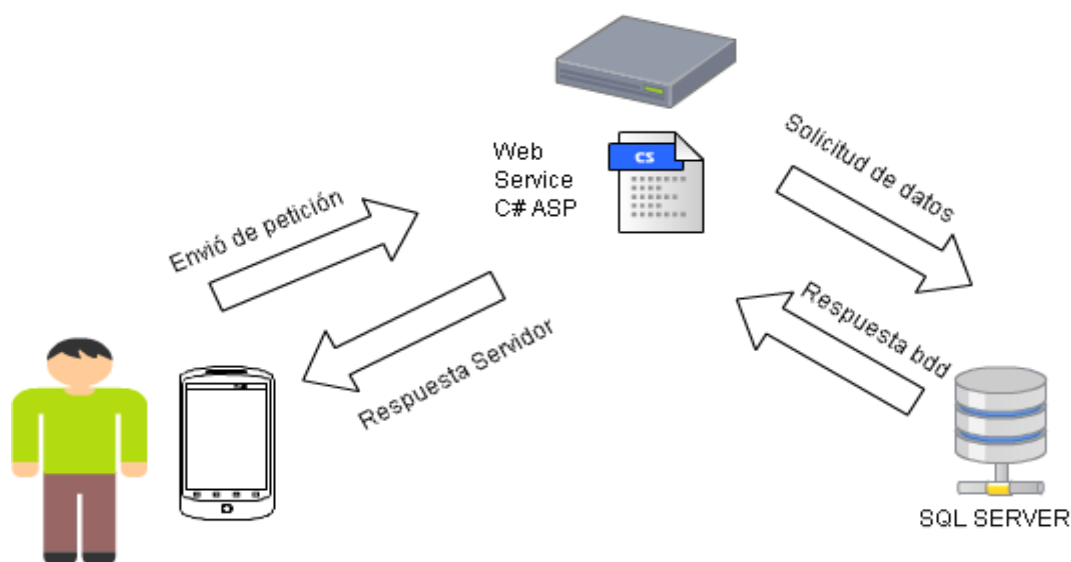 Web
Service
C# ASP
CS
Solicitud de datos
Envió de petición
Respuesta Servidor
Respuesta bdd
SQL SERVER